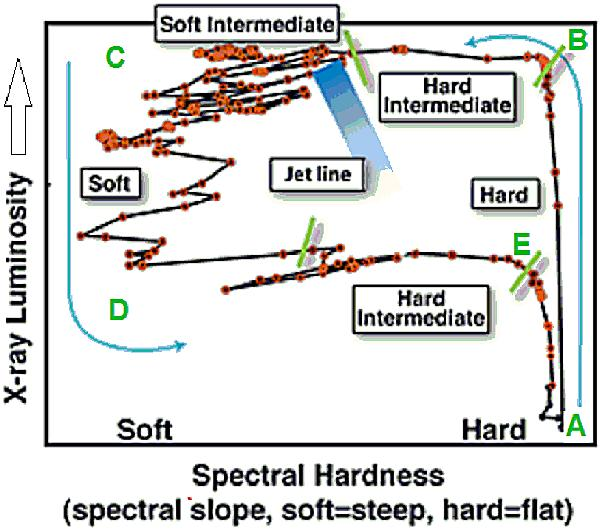 Soft Intermediate
C
B
Hard
Intermediate
Jet line
Soft
Hard
E
D
Hard
Intermediate
A
Soft
Hard
X-ray Luminosity
Spectral Hardness
(spectral slope, soft=steep, hard=flat)